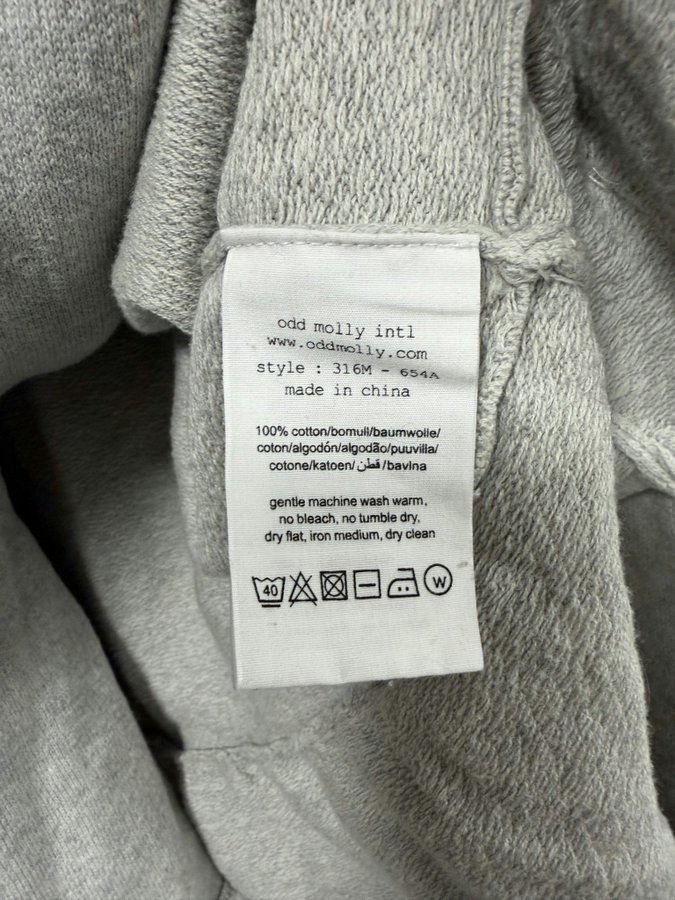 odd molly intl
www.oddmolly.com
style : 316M - 654A
made in china
100% cotton/bomull/baumwolle/
coton/algodón/algodão/puuvilla/
cotone/katoen/قطن/bavlna
gentle machine wash warm,
no bleach, no tumble dry,
dry flat, iron medium, dry clean
40
W